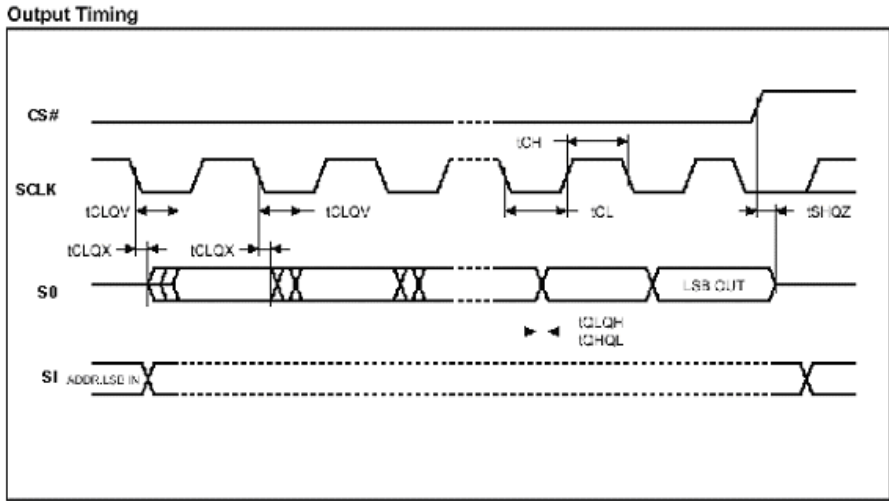 Output Timing
CS#
tCH
SCLK
tCLQV
tCLQV
tCL
tSHQZ
tCLQX
tCLQX
SO
LSB OUT
tQLQH
tQHQL
SI
ADDR.LSB IN